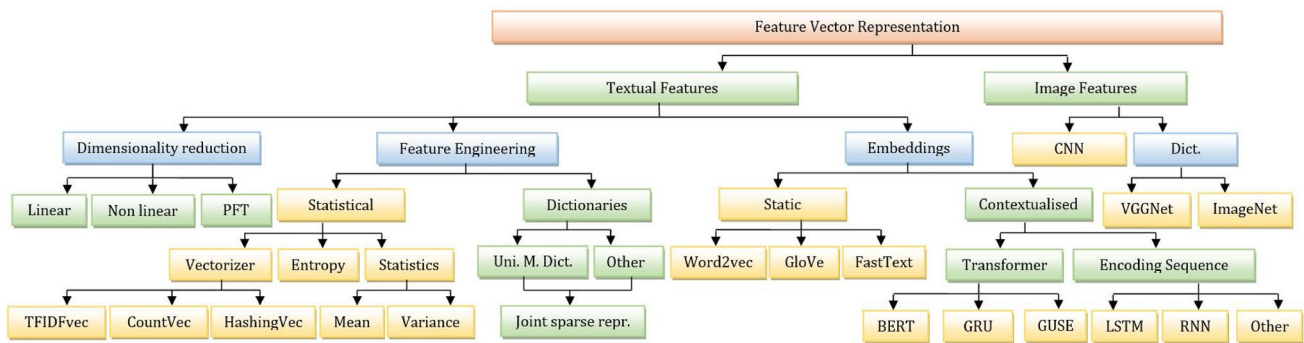 Feature Vector Representation
Textual Features
Image Features
Dimensionality reduction
Feature Engineering
Embeddings
CNN
Dict.
Linear
Non linear
PFT
Statistical
Dictionaries
Static
Contextualised
VGGNet
ImageNet
Vectorizer
Entropy
Statistics
Uni. M. Dict.
Other
Word2vec
GloVe
FastText
Transformer
Encoding Sequence
TFIDFvec
CountVec
HashingVec
Mean
Variance
Joint sparse repr.
BERT
GRU
GUSE
LSTM
RNN
Other